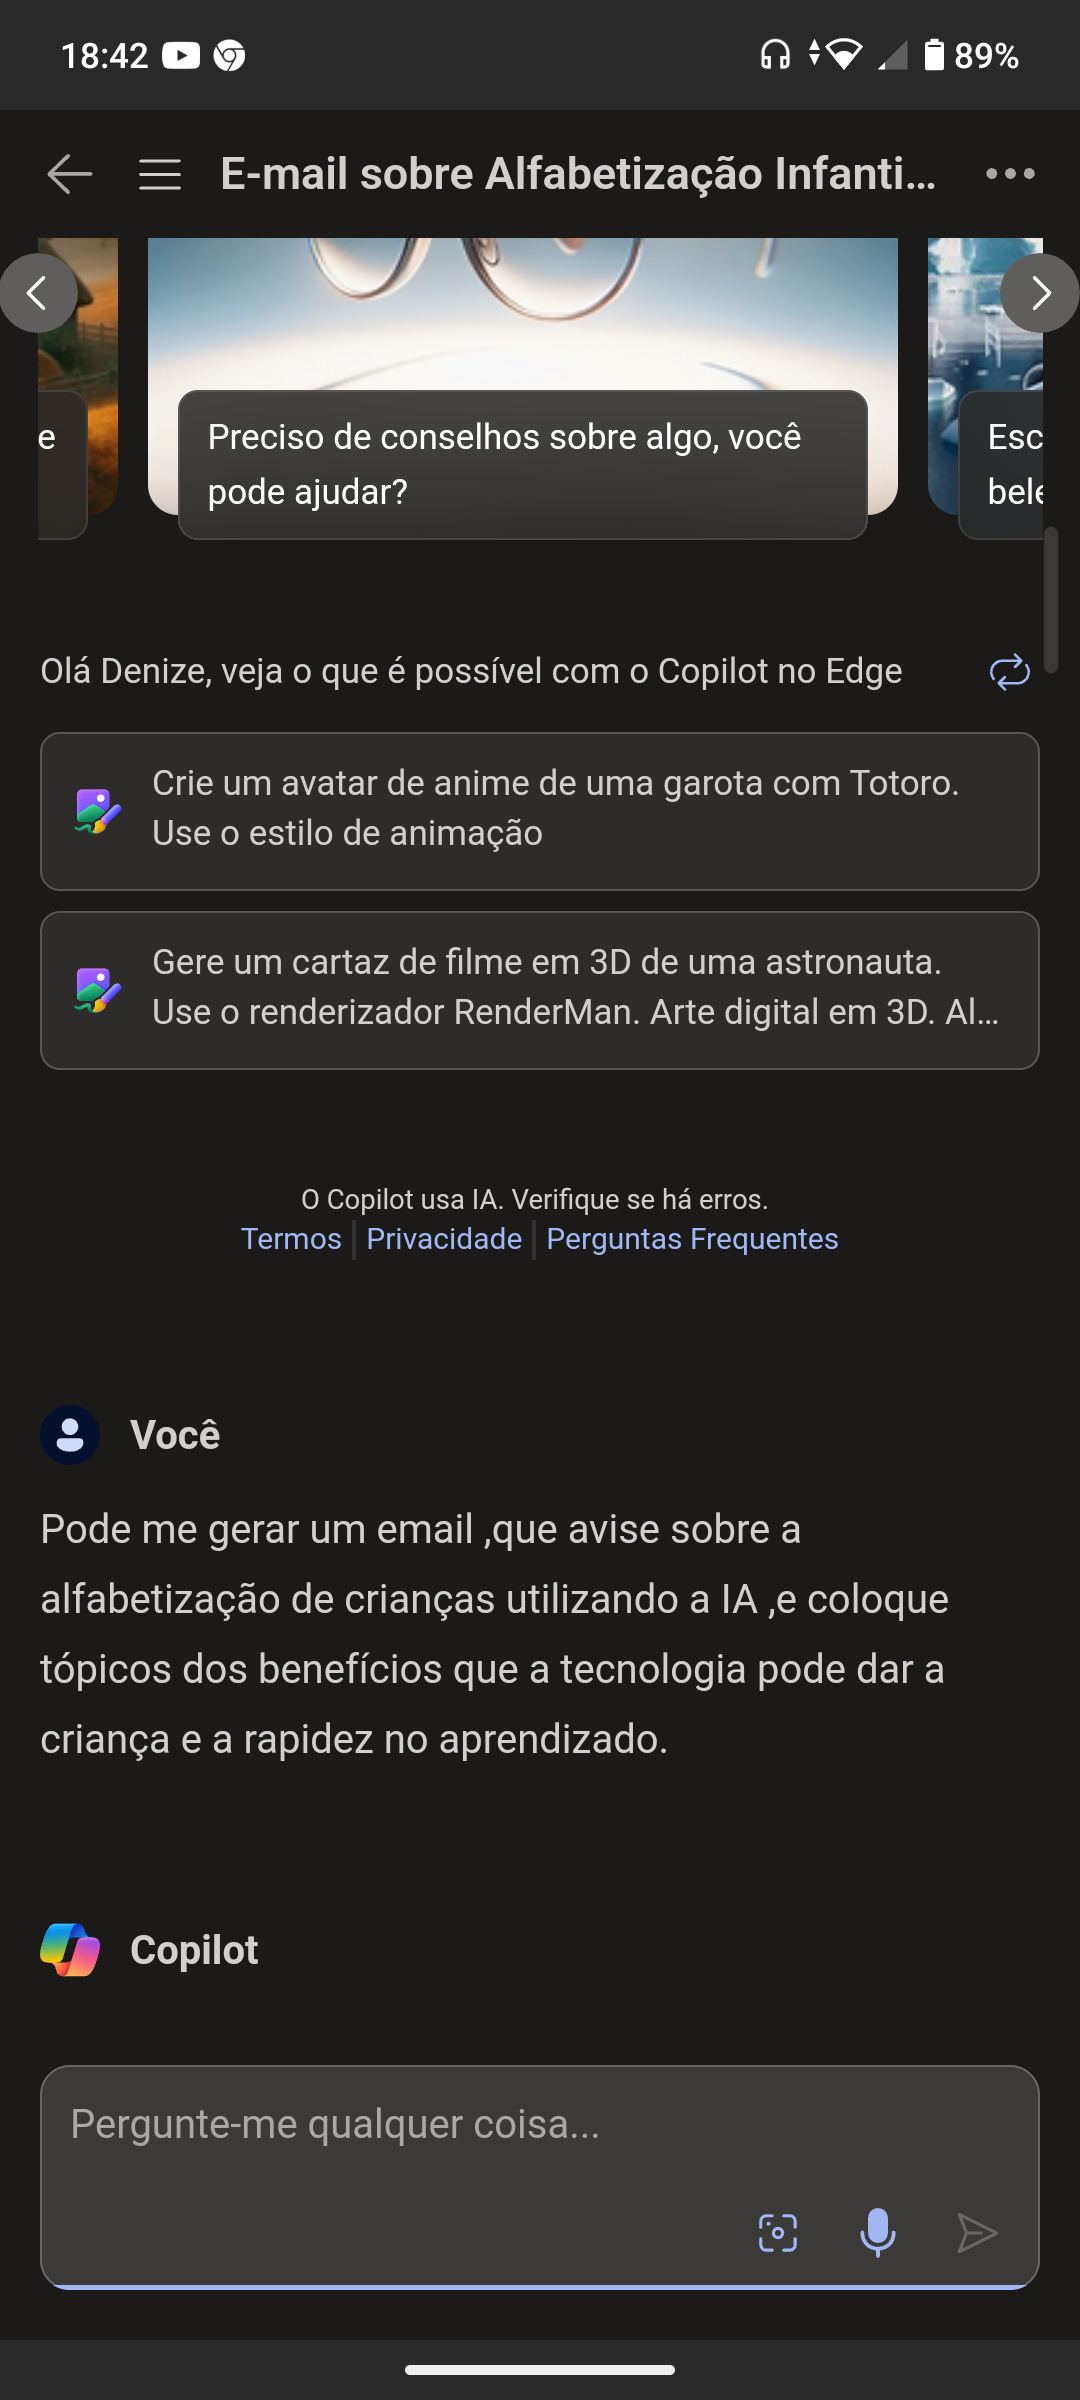 18:42
89%
E-mail sobre Alfabetização Infanti...
e
Preciso de conselhos sobre algo, você
pode ajudar?
Esc
bele
Olá Denize, veja o que é possível com o Copilot no Edge
Crie um avatar de anime de uma garota com Totoro.
Use o estilo de animação
Gere um cartaz de filme em 3D de uma astronauta.
Use o renderizador RenderMan. Arte digital em 3D. Al...
O Copilot usa IA. Verifique se há erros.
Termos | Privacidade | Perguntas Frequentes
Você
Pode me gerar um email ,que avise sobre a
alfabetização de crianças utilizando a IA ,e coloque
tópicos dos benefícios que a tecnologia pode dar a
criança e a rapidez no aprendizado.
Copilot
Pergunte-me qualquer coisa...